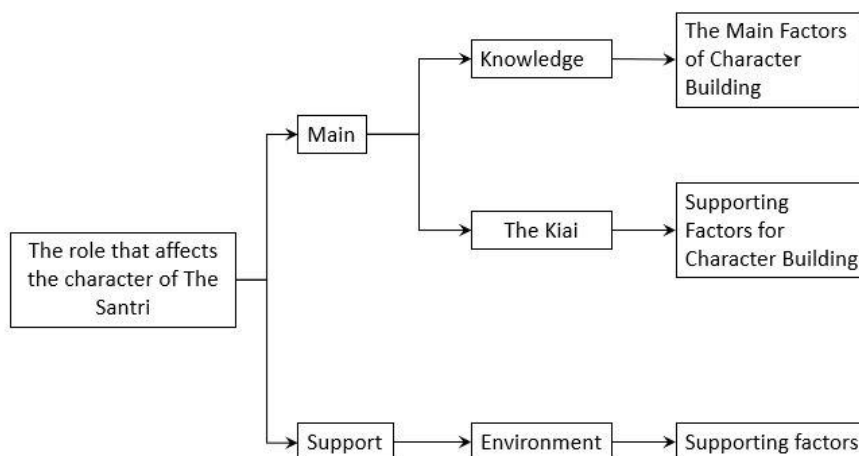 The role that affects
the character of The
Santri
Main
Knowledge
The Main Factors
of Character
Building
The Kiai
Supporting
Factors for
Character Building
Support
Environment
Supporting factors